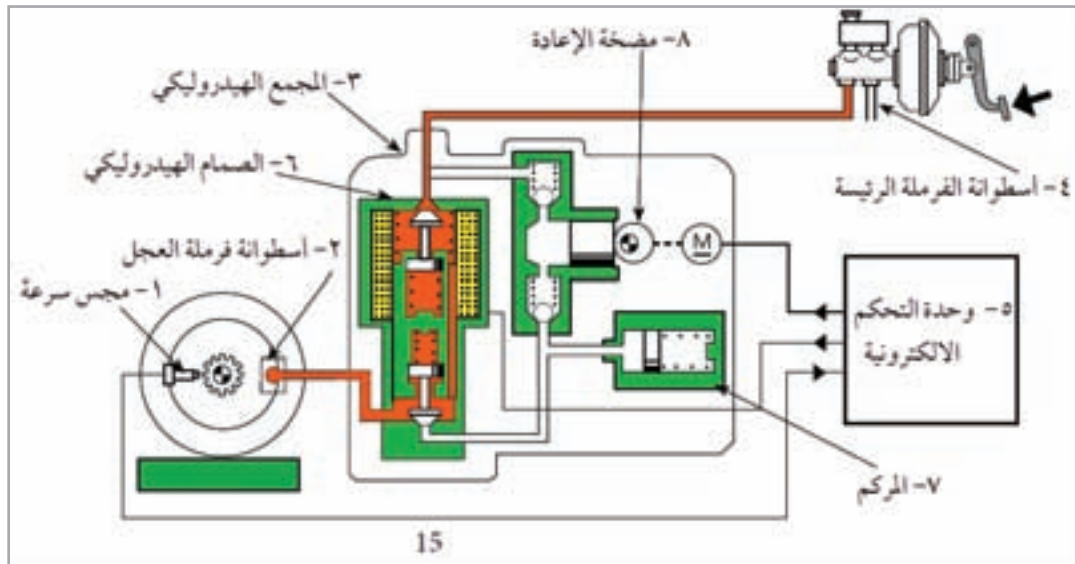 ٨- مضخة الإعادة
٣- المجمع الهيدروليكي
٦- الصمام الهيدروليكي
٤- أسطوانة الفرملة الرئيسة
٢- أسطوانة فرملة العجل
١- مجس سرعة
M
٥- وحدة التحكم
الالكترونية
٧- المركم
15